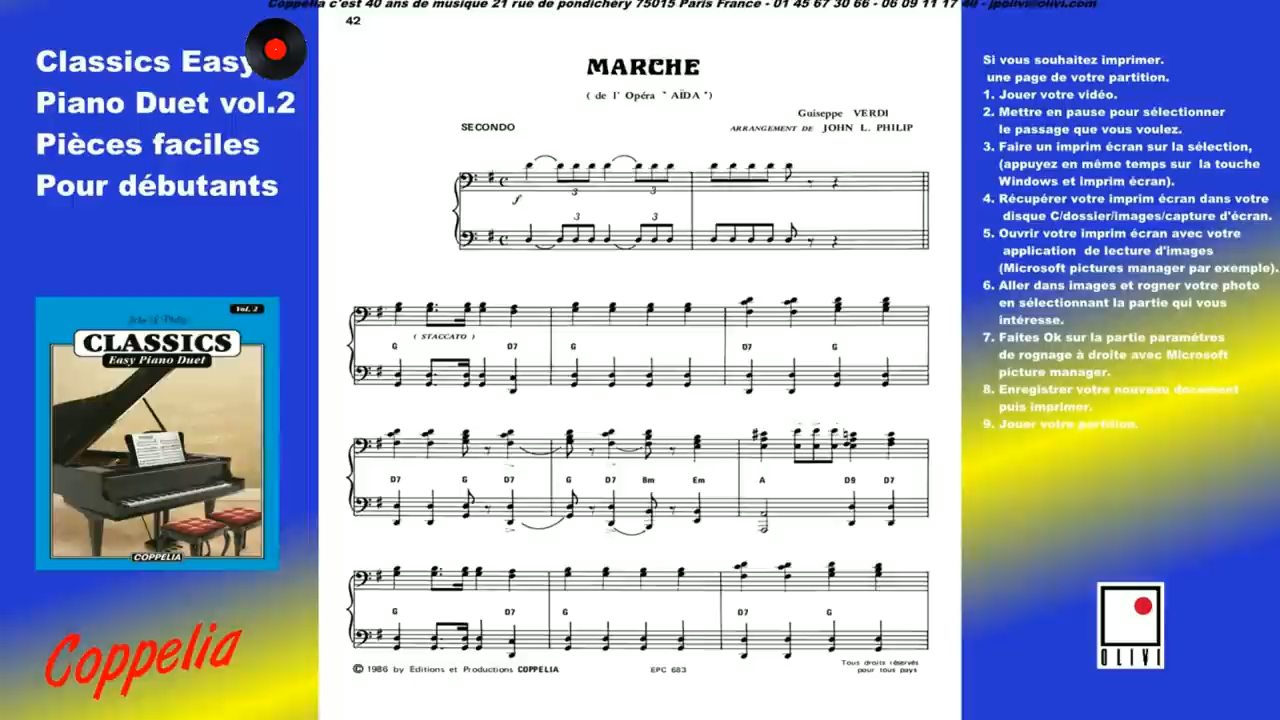 Coppelia c'est 40 ans de musique 21 rue de pondichery 75015 Paris France - 01 45 67 30 66 - 06 09 11 17 40 - jpolivi@olivi.com
Classics Easy
Piano Duet vol.2
Pièces faciles
Pour débutants
Vol. 2
CLASSICS
Easy Piano Duet
COPPELIA
Coppelia
42
MARCHE
( de l' Opéra " AÏDA ")
Guiseppe VERDI
SECONDO
ARRANGEMENT DE JOHN L. PHILIP
3 3
f
3 3
( STACCATO )
G D7 G D7 G
D7 G D7 G D7 Bm Em A D9 D7
G D7 G D7 G
© 1986 by Editions et Productions COPPELIA
EPC 683
Tous droits réservés
pour tous pays
Si vous souhaitez imprimer.
une page de votre partition.
1. Jouer votre vidéo.
2. Mettre en pause pour sélectionner
le passage que vous voulez.
3. Faire un imprim écran sur la sélection,
(appuyez en même temps sur la touche
Windows et imprim écran).
4. Récupérer votre imprim écran dans votre
disque C/dossier/images/capture d'écran.
5. Ouvrir votre imprim écran avec votre
application de lecture d'images
(Microsoft pictures manager par exemple).
6. Aller dans images et rogner votre photo
en sélectionnant la partie qui vous
intéresse.
7. Faites Ok sur la partie paramétres
de rognage à droite avec Microsoft
picture manager.
8. Enregistrer votre nouveau document
puis imprimer.
9. Jouer votre partition.
OLIVI